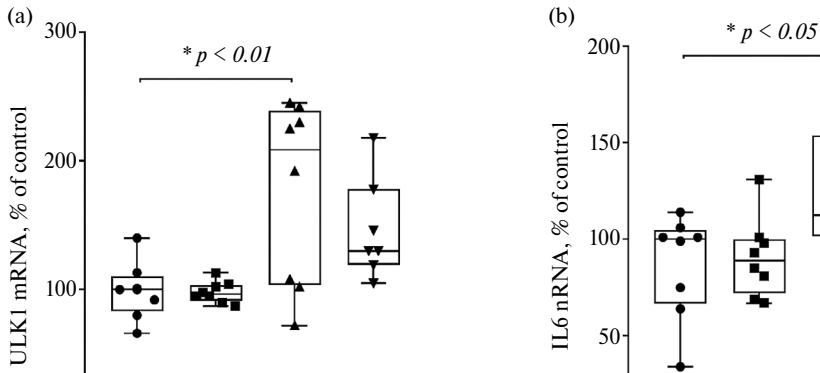 (a)
300
* p < 0.01
200
100
ULK1 mRNA, % of control
(b)
200
* p < 0.05
150
100
50
IL6 nRNA, % of control